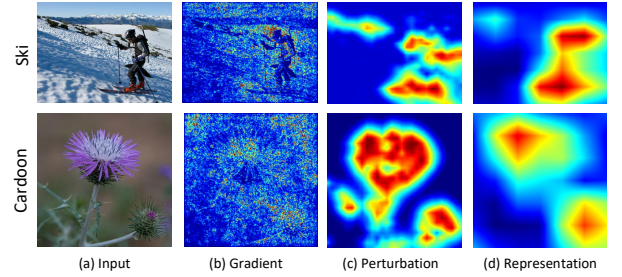 Ski
Cardoon
(a) Input
(b) Gradient
(c) Perturbation
(d) Representation